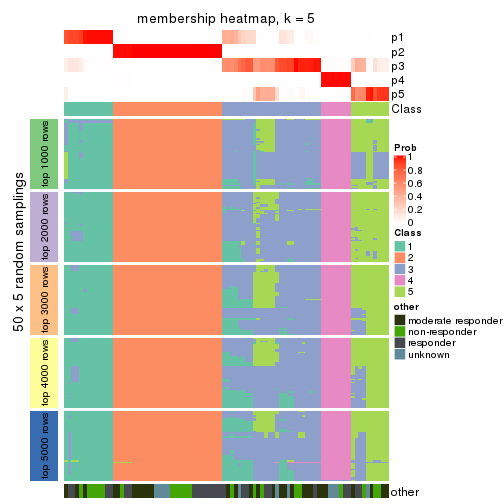 membership heatmap, k = 5
p1
p2
p3
p4
p5
Class
50 x 5 random samplings
top 1000 rows
top 2000 rows
top 3000 rows
top 4000 rows
top 5000 rows
other
Prob
1
0.8
0.6
0.4
0.2
0
Class
1
2
3
4
5
other
moderate responder
non-responder
responder
unknown